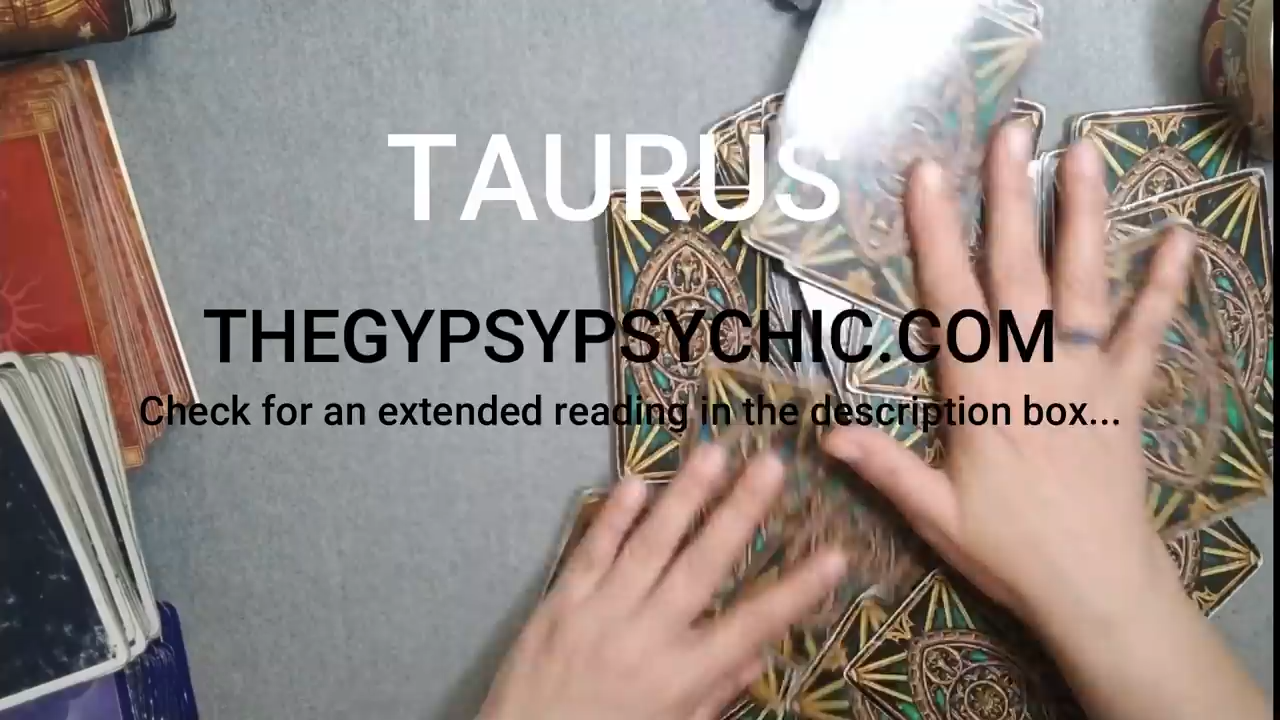 TAURUS
THEGYPSYPSYCHIC.COM
Check for an extended reading in the description box...